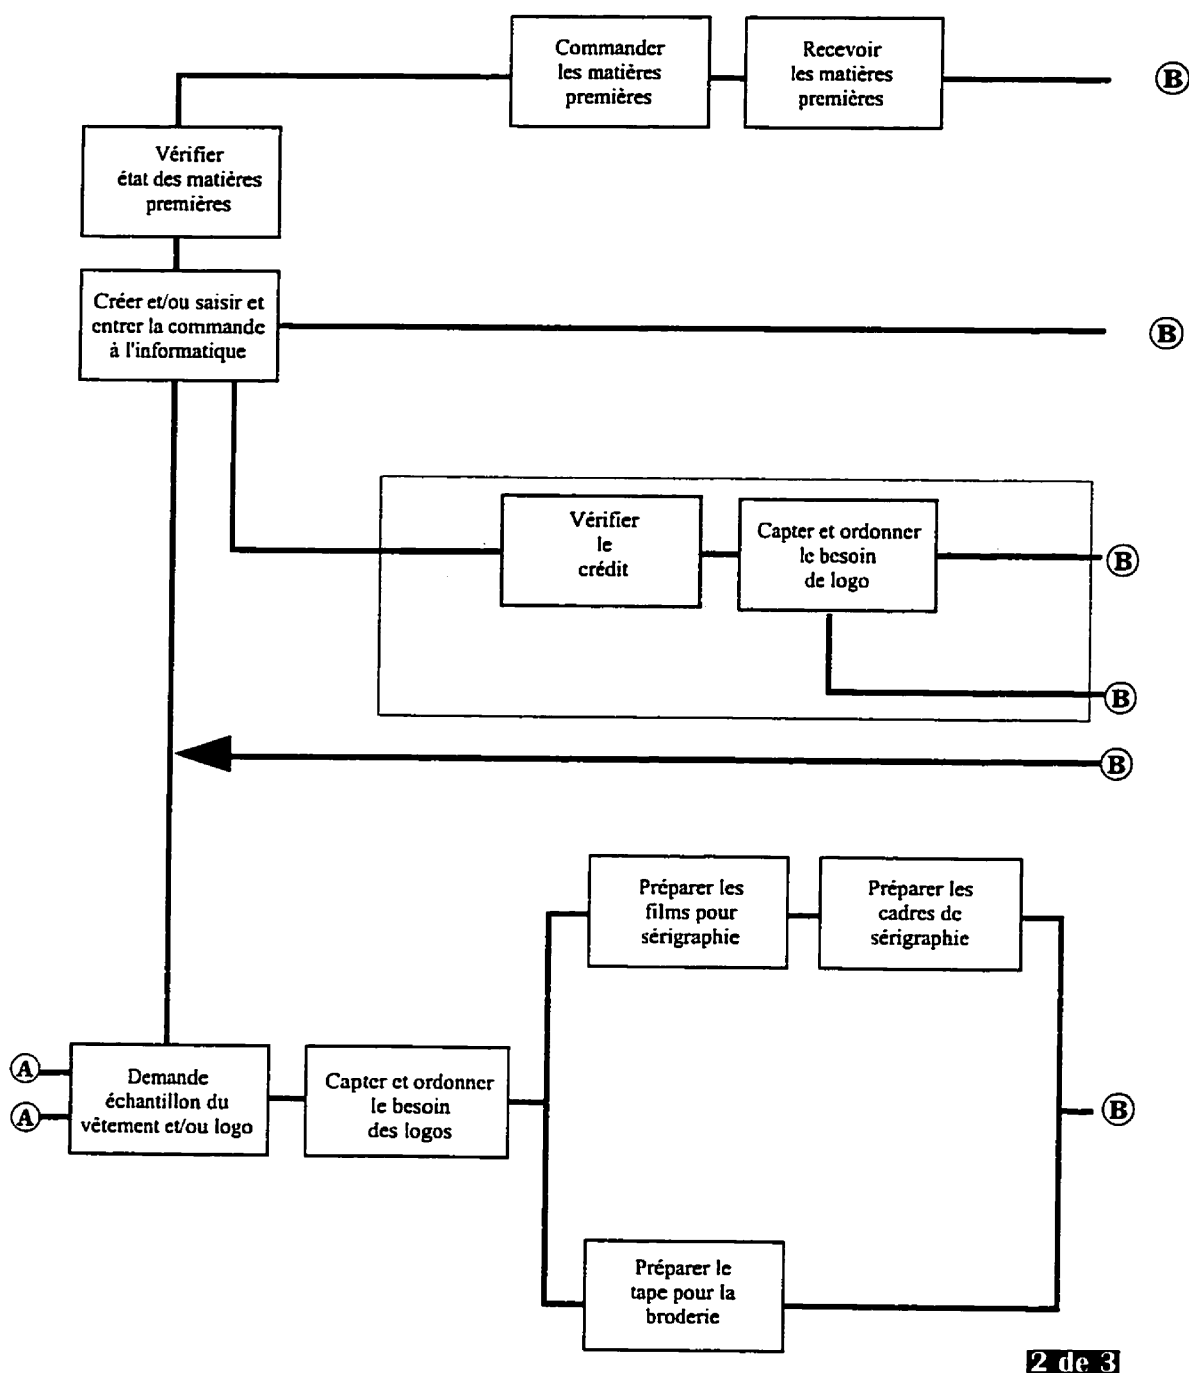 Commander
les matières
premières
Recevoir
les matières
premières
B
Vérifier
état des matières
premières
Créer et/ou saisir et
entrer la commande
à l'informatique
B
Vérifier
le
crédit
Capter et ordonner
le besoin
de logo
B
B
B
Préparer les
films pour
sérigraphie
Préparer les
cadres de
sérigraphie
A
A
Demande
échantillon du
vêtement et/ou logo
Capter et ordonner
le besoin
des logos
B
Préparer le
tape pour la
broderie
2 de 3